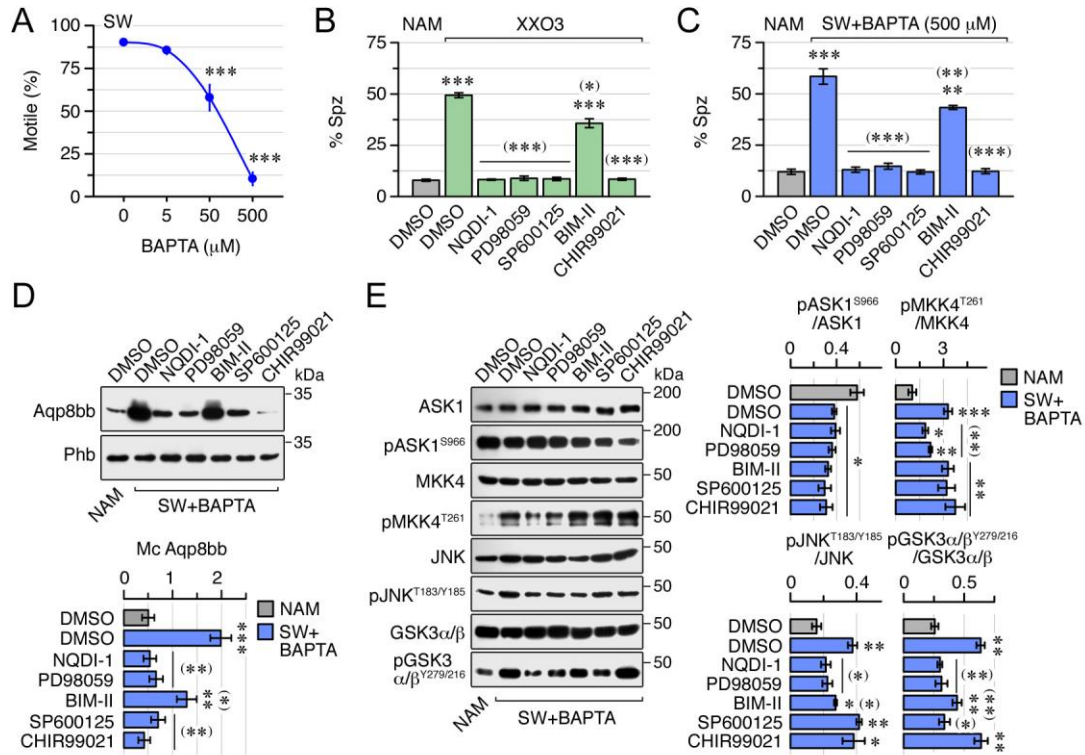 A
SW
Motile (%)
100
75
50
25
0
***
***
0 5 50 500
BAPTA (μM)
B
NAM XXO3
% Spz
75
50
25
0
***
(***)
(*)
***
(***)
DMSO
DMSO
NQDI-1
PD98059
SP600125
BIM-II
CHIR99021
C
NAM SW+BAPTA (500 μM)
% Spz
75
50
25
0
***
(***)
(**)
**
(***)
DMSO
DMSO
NQDI-1
PD98059
SP600125
BIM-II
CHIR99021
D
DMSO
DMSO
NQDI-1
PD98059
BIM-II
SP600125
CHIR99021
kDa
Aqp8bb
35
Phb
35
NAM
SW+BAPTA
Mc Aqp8bb
0 1 2
DMSO
DMSO ***
NQDI-1
PD98059
(**)
BIM-II ** (*)
SP600125
CHIR99021
(**)
NAM
SW+
BAPTA
E
DMSO
DMSO
NQDI-1
PD98059
BIM-II
SP600125
CHIR99021
kDa
ASK1 200
pASK1S966 200
MKK4 50
pMKK4T261 50
JNK 50
pJNKT183/Y185 50
GSK3α/β 50
pGSK3
α/βY279/216 50
NAM
SW+BAPTA
pASK1S966
/ASK1
0 0.4
pMKK4T261
/MKK4
0 3
DMSO
DMSO ***
NQDI-1 *
PD98059 **
(**)
BIM-II
SP600125
CHIR99021
*
**
NAM
SW+
BAPTA
pJNKT183/Y185
/JNK
0 0.4
pGSK3α/βY279/216
/GSK3α/β
0 0.5
DMSO
DMSO ** **
NQDI-1
PD98059
(*) (**)
BIM-II * (*) ** (**)
SP600125 ** (*)
CHIR99021 * **